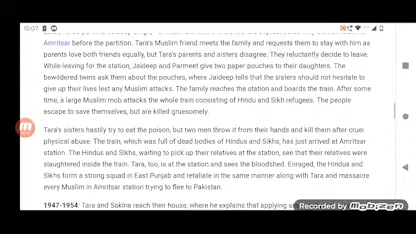 10:07
Amritsar before the partition. Tara's Muslim friend meets the family and requests them to stay with him as
parents love both friends equally, but Tara's parents and sisters disagree. They reluctantly decide to leave.
While leaving for the station, Jaideep and Parmeet give two paper pouches to their daughters. The
bewildered twins ask them about the pouches, where Jaideep tells that the sisters should not hesitate to
give up their lives lest any Muslim attacks. The family reaches the station and boards the train. After some
time, a large Muslim mob attacks the whole train consisting of Hindu and Sikh refugees. The people
escape to save themselves, but are killed gruesomely.
Tara's sisters hastily try to eat the poison, but two men throw it from their hands and kill them after cruel
physical abuse. The train, which was full of dead bodies of Hindus and Sikhs, has just arrived at Amritsar
station. The Hindus and Sikhs, waiting to pick up their relatives at the station, see that their relatives were
slaughtered inside the train. Tara, too, is at the station and sees the bloodshed. Enraged, the Hindus and
Sikhs form a strong squad in East Punjab and retaliate in the same manner along with Tara and massacre
every Muslim in Amritsar station trying to flee to Pakistan.
1947-1954: Tara and Sakina reach their house, where he explains that applying
Recorded by
Mobizen